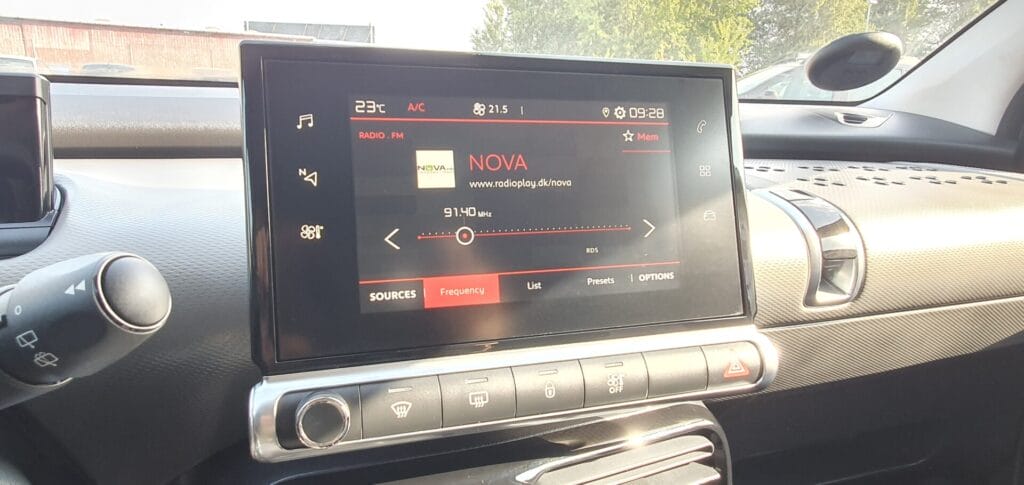 23°C A/C 21.5 09:28
RADIO . FM
Mem
NOVA
NOVA
www.radioplay.dk/nova
N
91.40 MHz
RDS
SOURCES Frequency List Presets OPTIONS
0
OFF